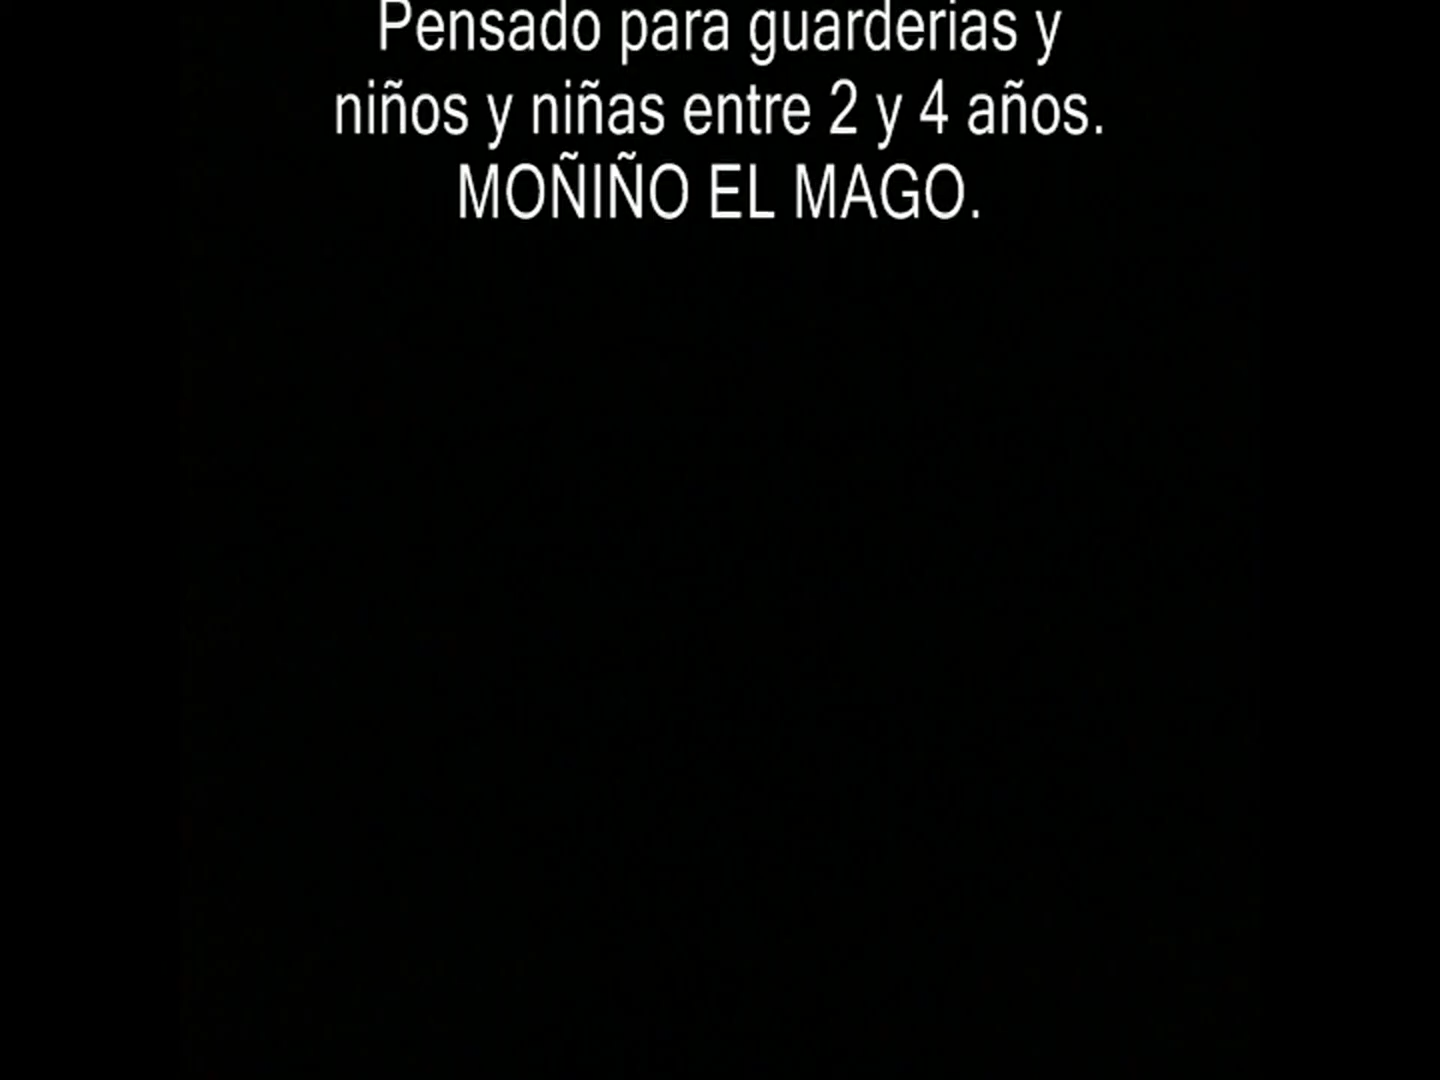 Pensado para guarderias y
niños y niñas entre 2 y 4 años.
MOÑIÑO EL MAGO.